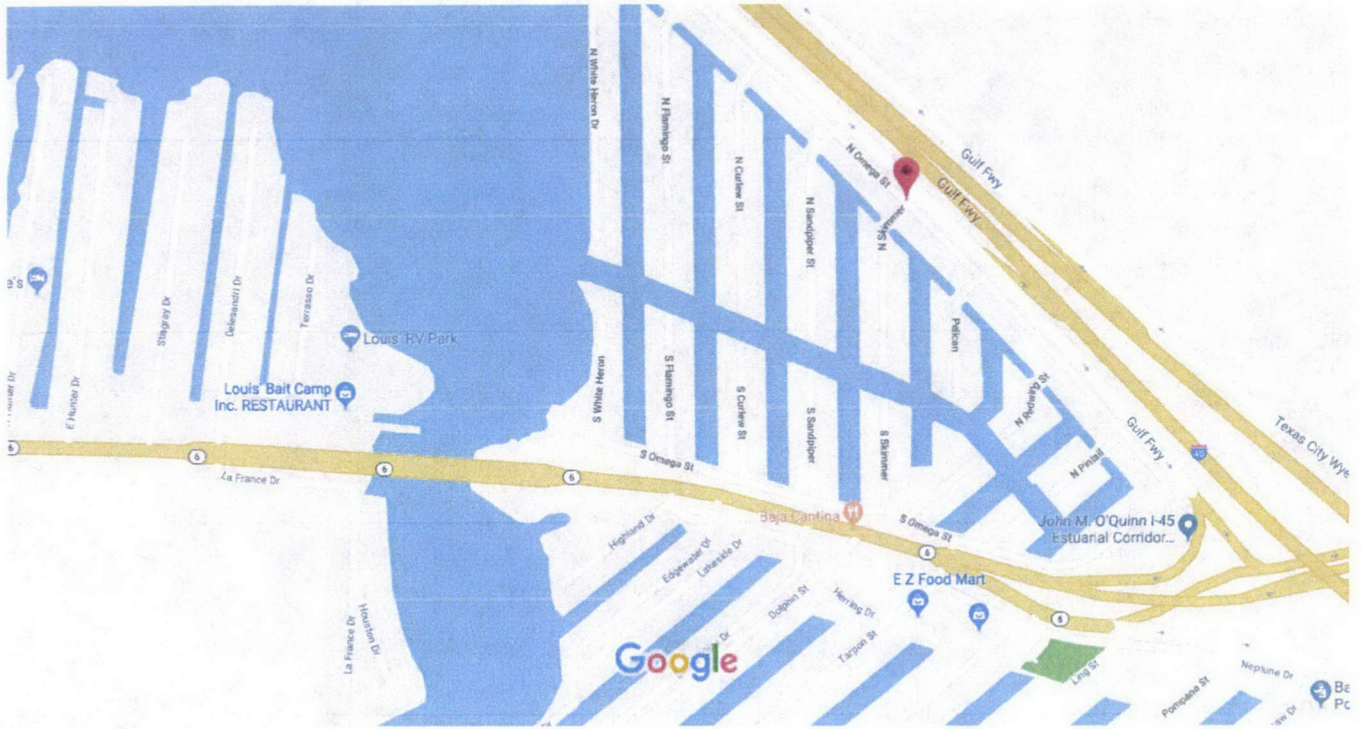 N White Heron Dr
N Flamingo St
N Curlew St
N Sandpiper St
N Omega St
Gulf Fwy
Gulf Fwy
Stingray Dr
Delesandri Dr
Terrasso Dr
Louis' RV Park
Louis' Bait Camp
Inc. RESTAURANT
E Hunter Dr
S White Heron
S Flamingo St
S Curlew St
S Sandpiper
S Skimmer
Pelican
N Redwing St
N Pintail
Gulf Fwy
45
Texas City Wye
6
6
6
6
6
6
La France Dr
S Omega St
Baja Cantina
S Omega St
John M. O'Quinn I-45
Estuarial Corridor...
E Z Food Mart
Highland Dr
Edgewater Dr
Lakeside Dr
Dolphin St
Herring Dr
Tarpon St
Dr
Google
La France Dr
Houston Dr
Ling St
Pompano St
Neptune Dr
Ba
Po